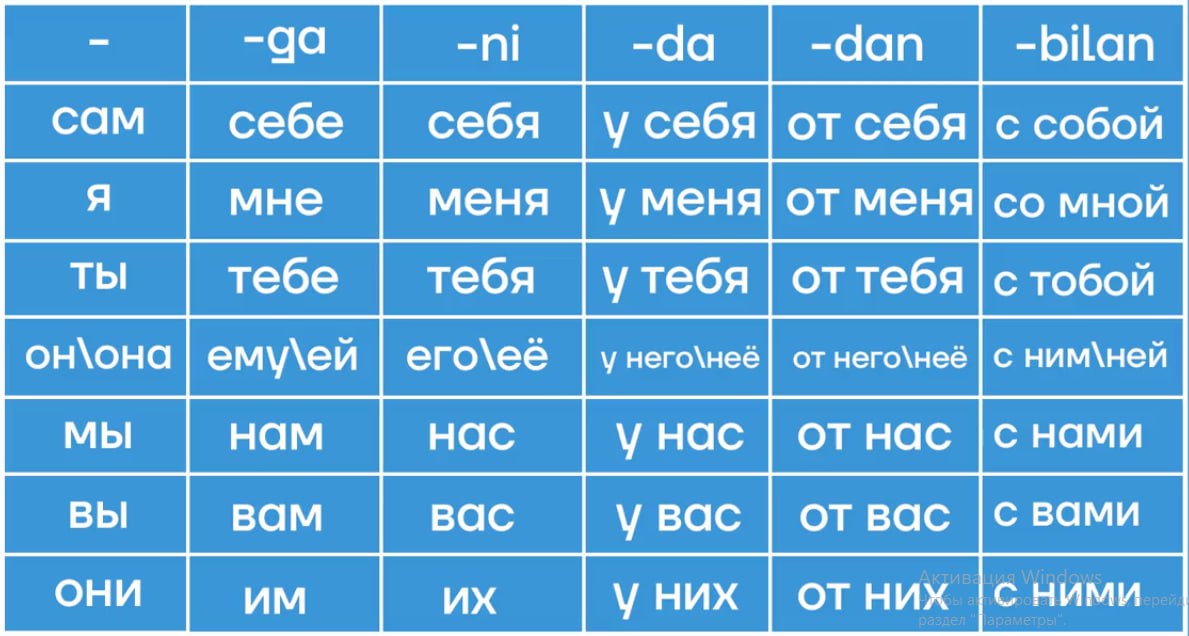 - -ga -ni -da -dan -bilan
сам себе себя у себя от себя с собой
я мне меня у меня от меня со мной
ты тебе тебя у тебя от тебя с тобой
он\она ему\ей его\её у него\неё от него\неё с ним\ней
мы нам нас у нас от нас с нами
вы вам вас у вас от вас с вами
они им их у них от них с ними
Активация Windows
Чтобы активировать Windows, перейд
раздел "Параметры".